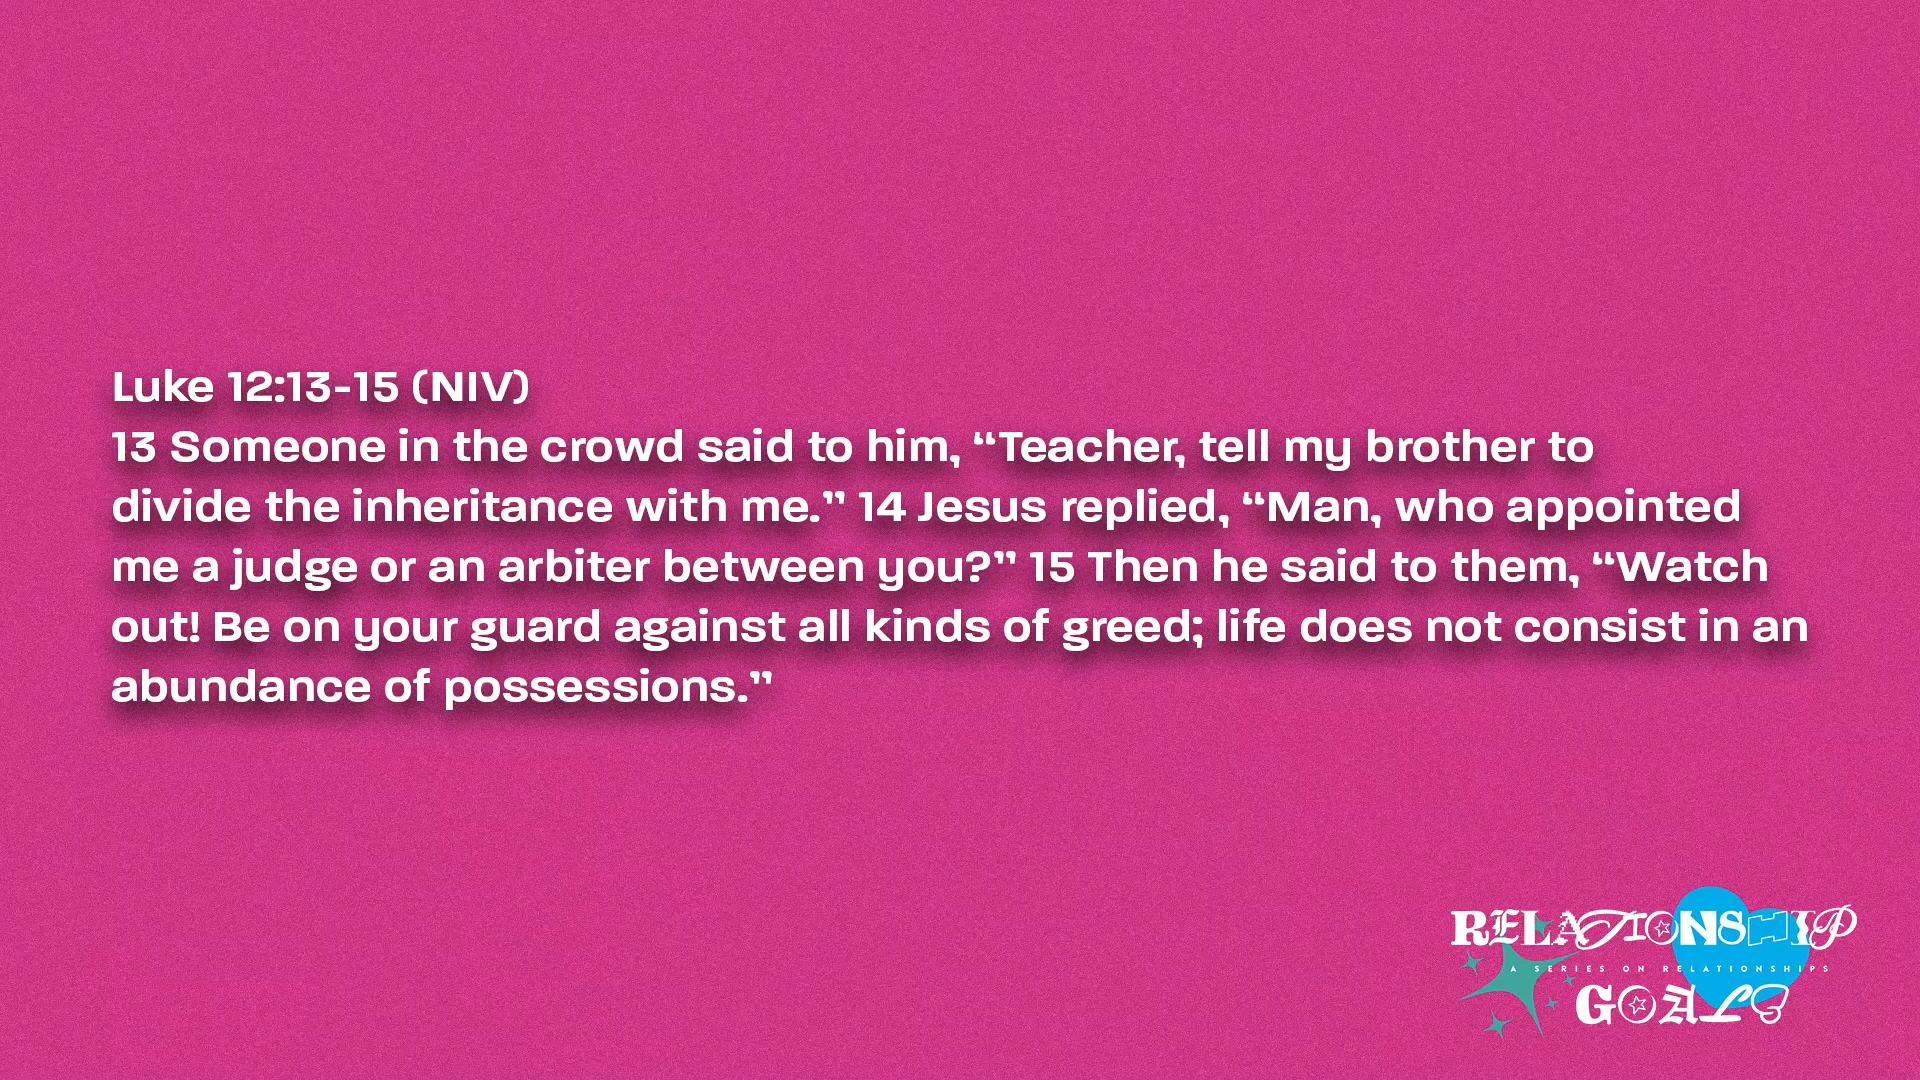 Luke 12:13-15 (NIV)
13 Someone in the crowd said to him, “Teacher, tell my brother to
divide the inheritance with me.” 14 Jesus replied, “Man, who appointed
me a judge or an arbiter between you?” 15 Then he said to them, “Watch
out! Be on your guard against all kinds of greed; life does not consist in an
abundance of possessions.”
RELATIONSHIP
A SERIES ON RELATIONSHIPS
GOALS